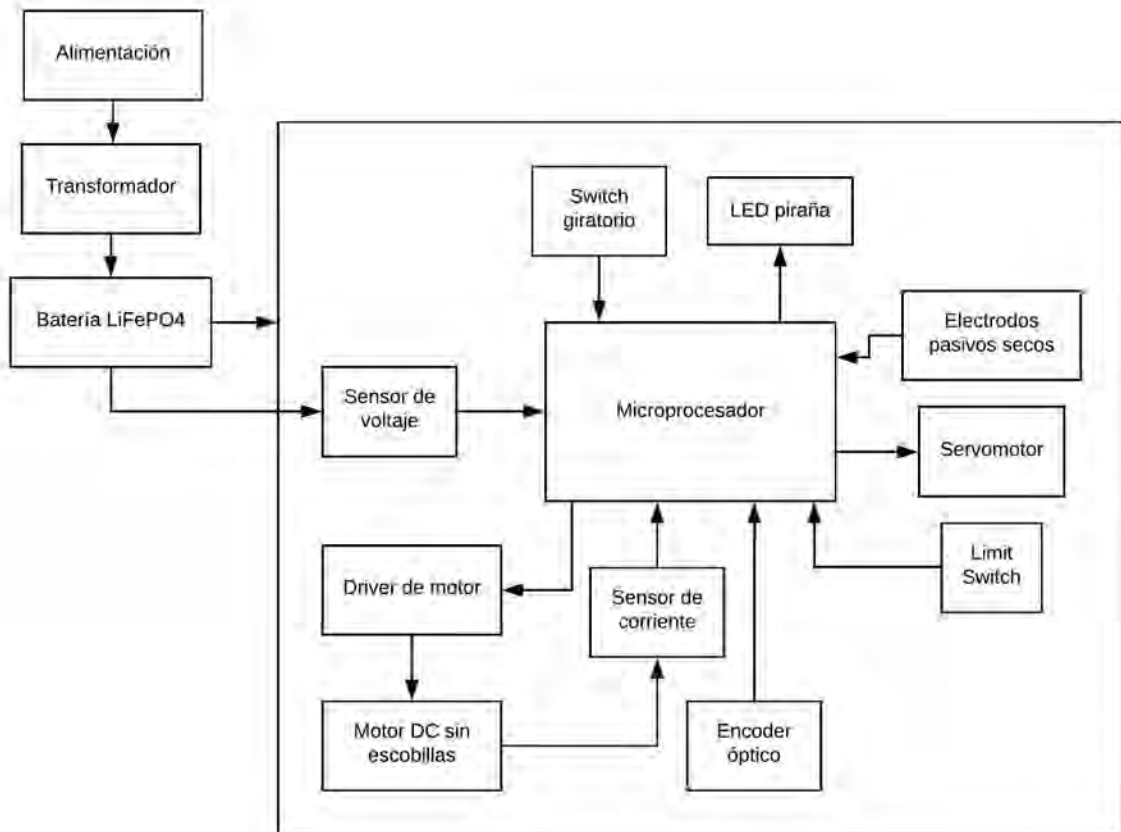 Alimentación
Transformador
Batería LiFePO4
Switch
giratorio
LED piraña
Electrodos
pasivos secos
Sensor de
voltaje
Microprocesador
Servomotor
Limit
Switch
Driver de motor
Sensor de
corriente
Motor DC sin
escobillas
Encoder
óptico